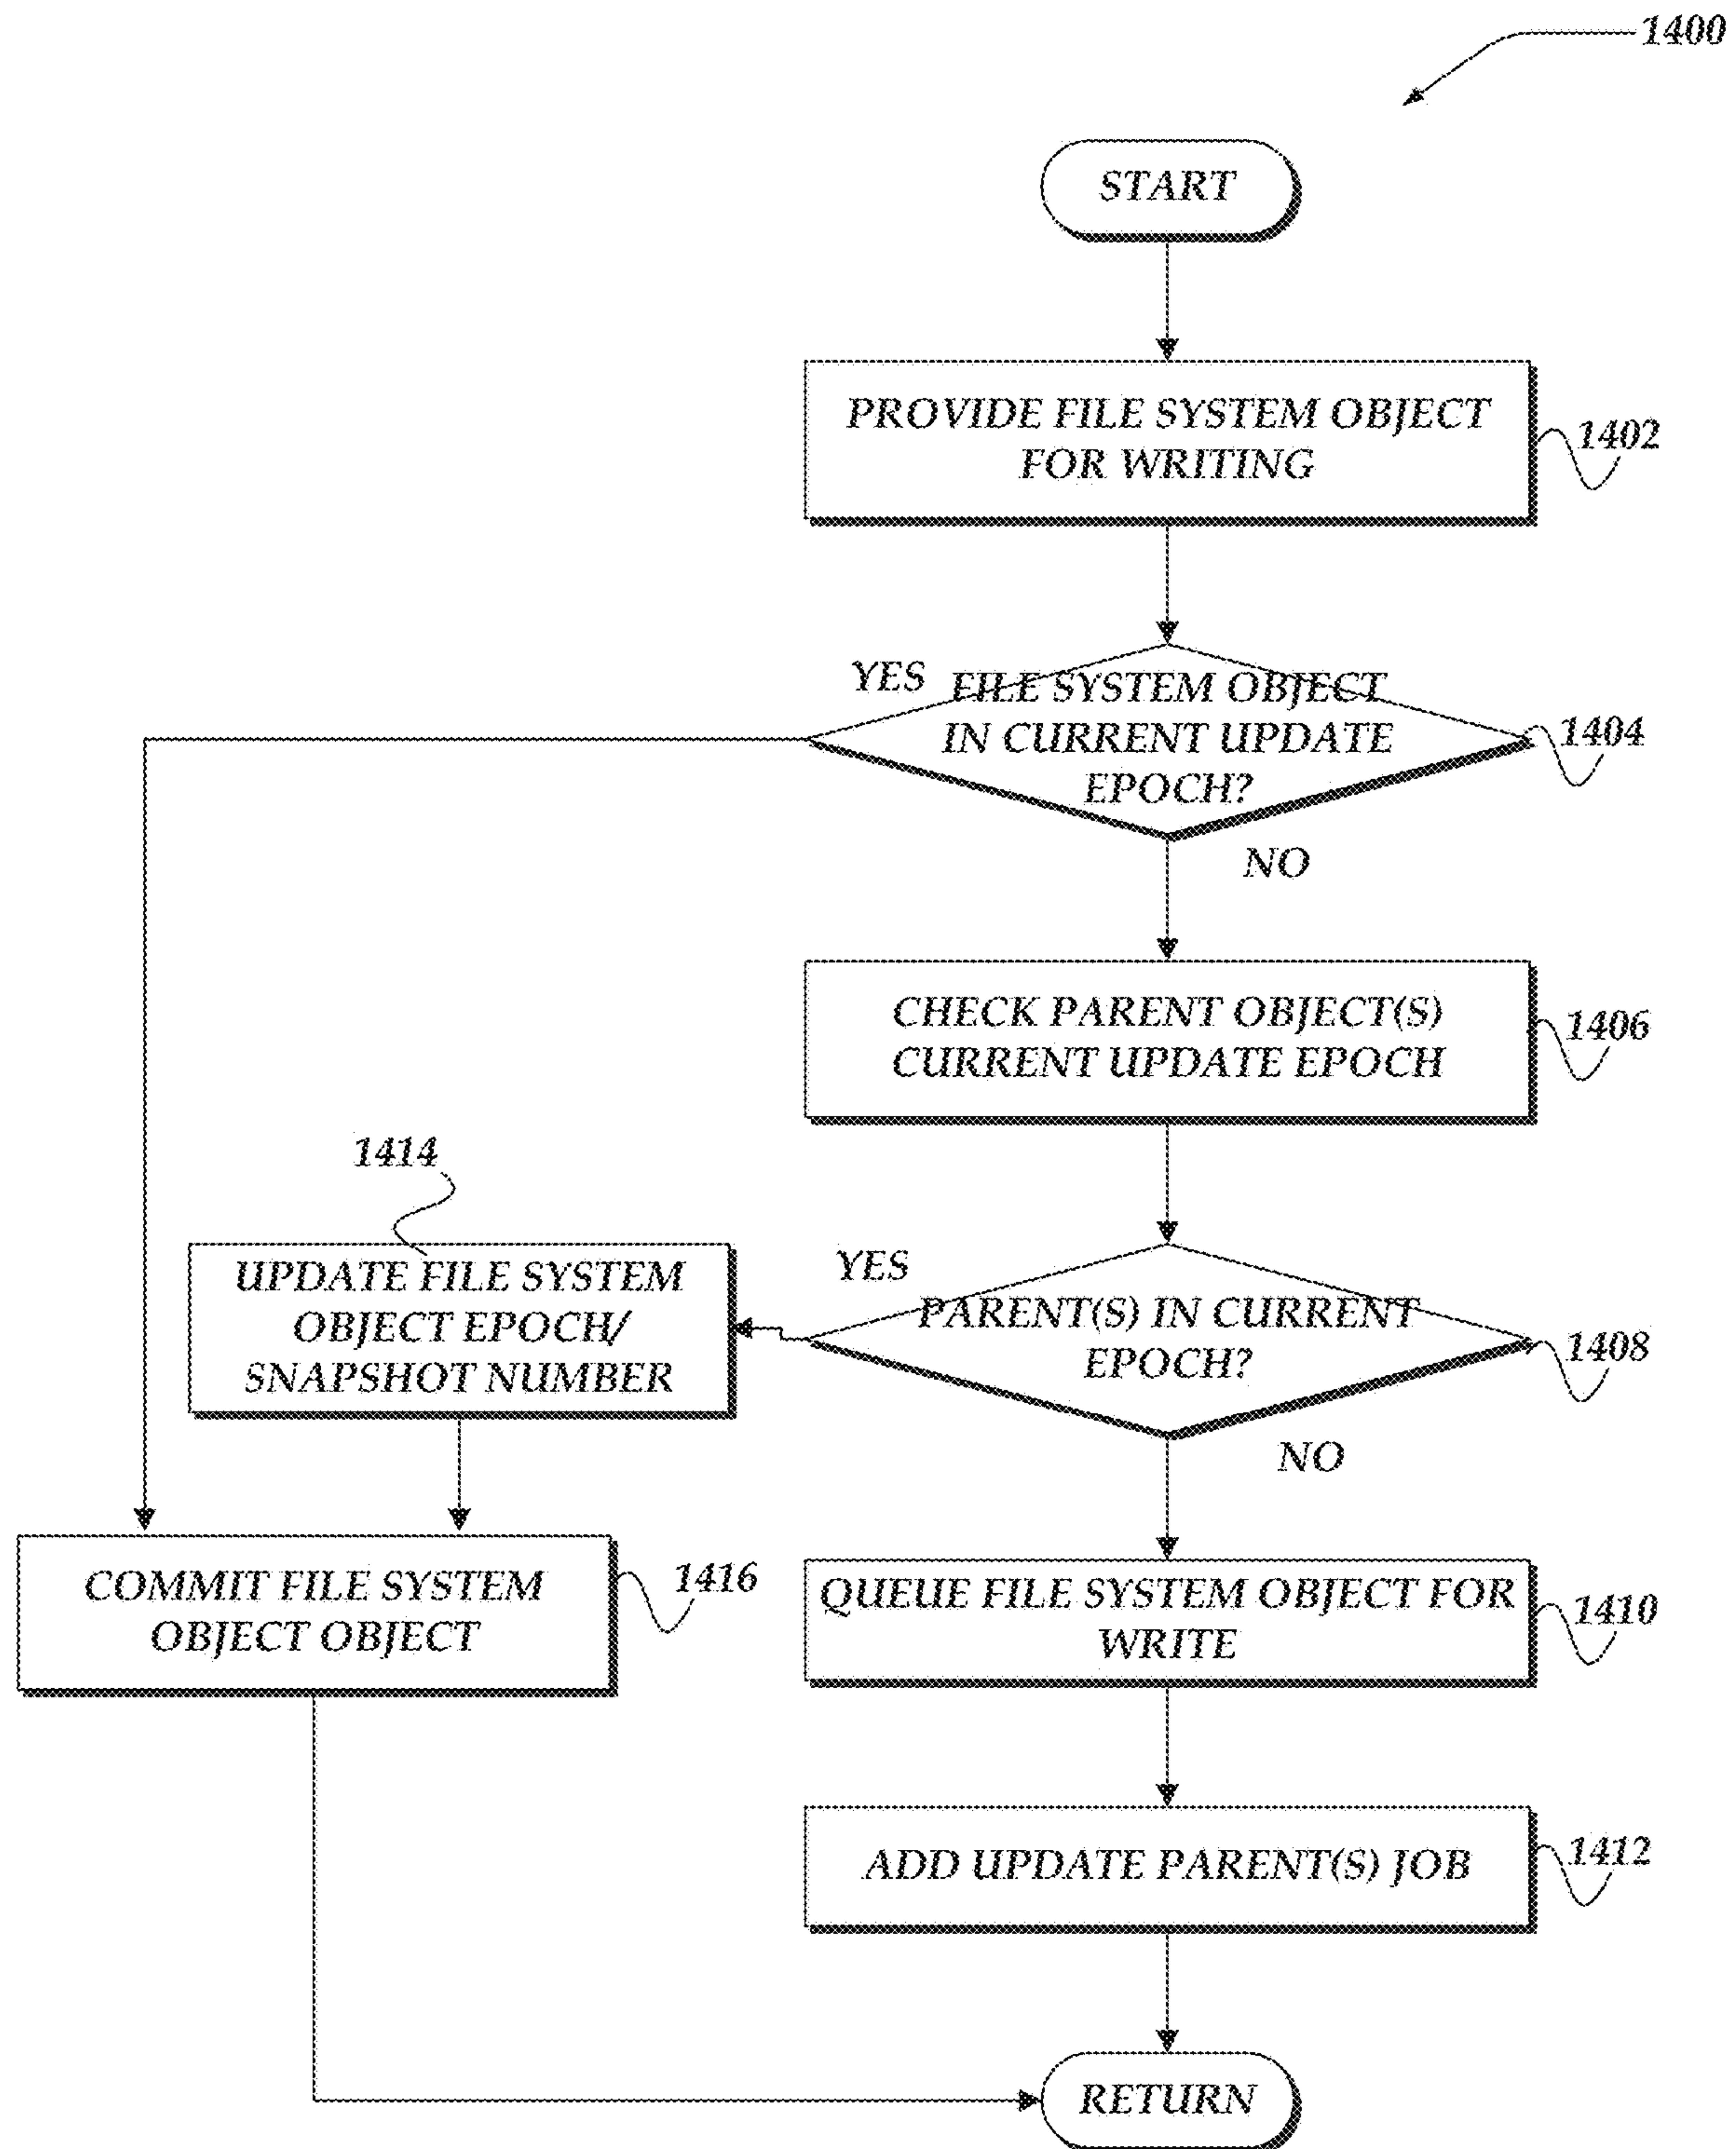 1400
START
PROVIDE FILE SYSTEM OBJECT
FOR WRITING
1402
YES
FILE SYSTEM OBJECT
IN CURRENT UPDATE
EPOCH?
1404
NO
CHECK PARENT OBJECT(S)
CURRENT UPDATE EPOCH
1406
1414
UPDATE FILE SYSTEM
OBJECT EPOCH/
SNAPSHOT NUMBER
YES
PARENT(S) IN CURRENT
EPOCH?
1408
NO
COMMIT FILE SYSTEM
OBJECT OBJECT
1416
QUEUE FILE SYSTEM OBJECT FOR
WRITE
1410
ADD UPDATE PARENT(S) JOB
1412
RETURN